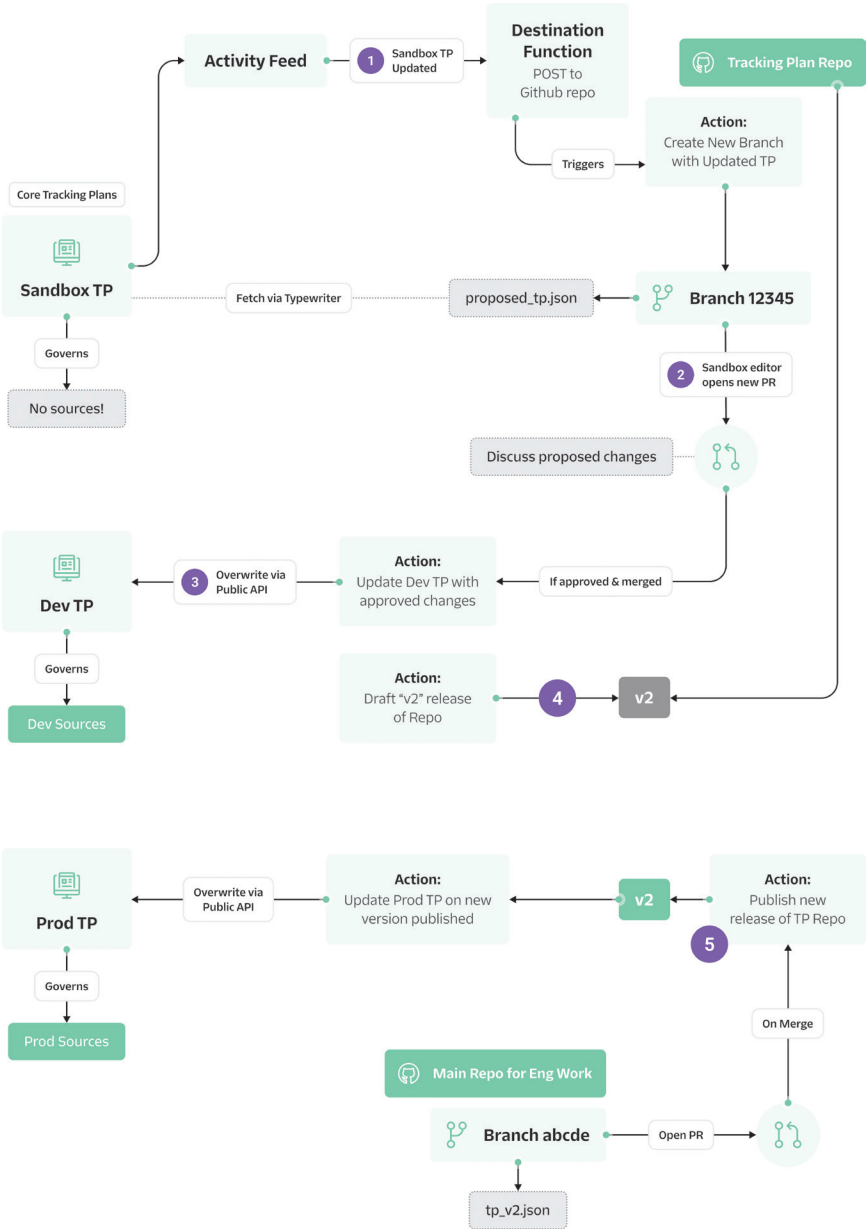 Activity Feed
1
Sandbox TP
Updated
Destination
Function
POST to
Github repo
Tracking Plan Repo
Triggers
Action:
Create New Branch
with Updated TP
Core Tracking Plans
Sandbox TP
Fetch via Typewriter
proposed_tp.json
Branch 12345
Governs
No sources!
2
Sandbox editor
opens new PR
Discuss proposed changes
Dev TP
3
Overwrite via
Public API
Action:
Update Dev TP with
approved changes
If approved & merged
Governs
Dev Sources
Action:
Draft “v2” release
of Repo
4
v2
Prod TP
Overwrite via
Public API
Action:
Update Prod TP on new
version published
v2
Action:
Publish new
release of TP Repo
5
Governs
Prod Sources
On Merge
Main Repo for Eng Work
Branch abcde
Open PR
tp_v2.json